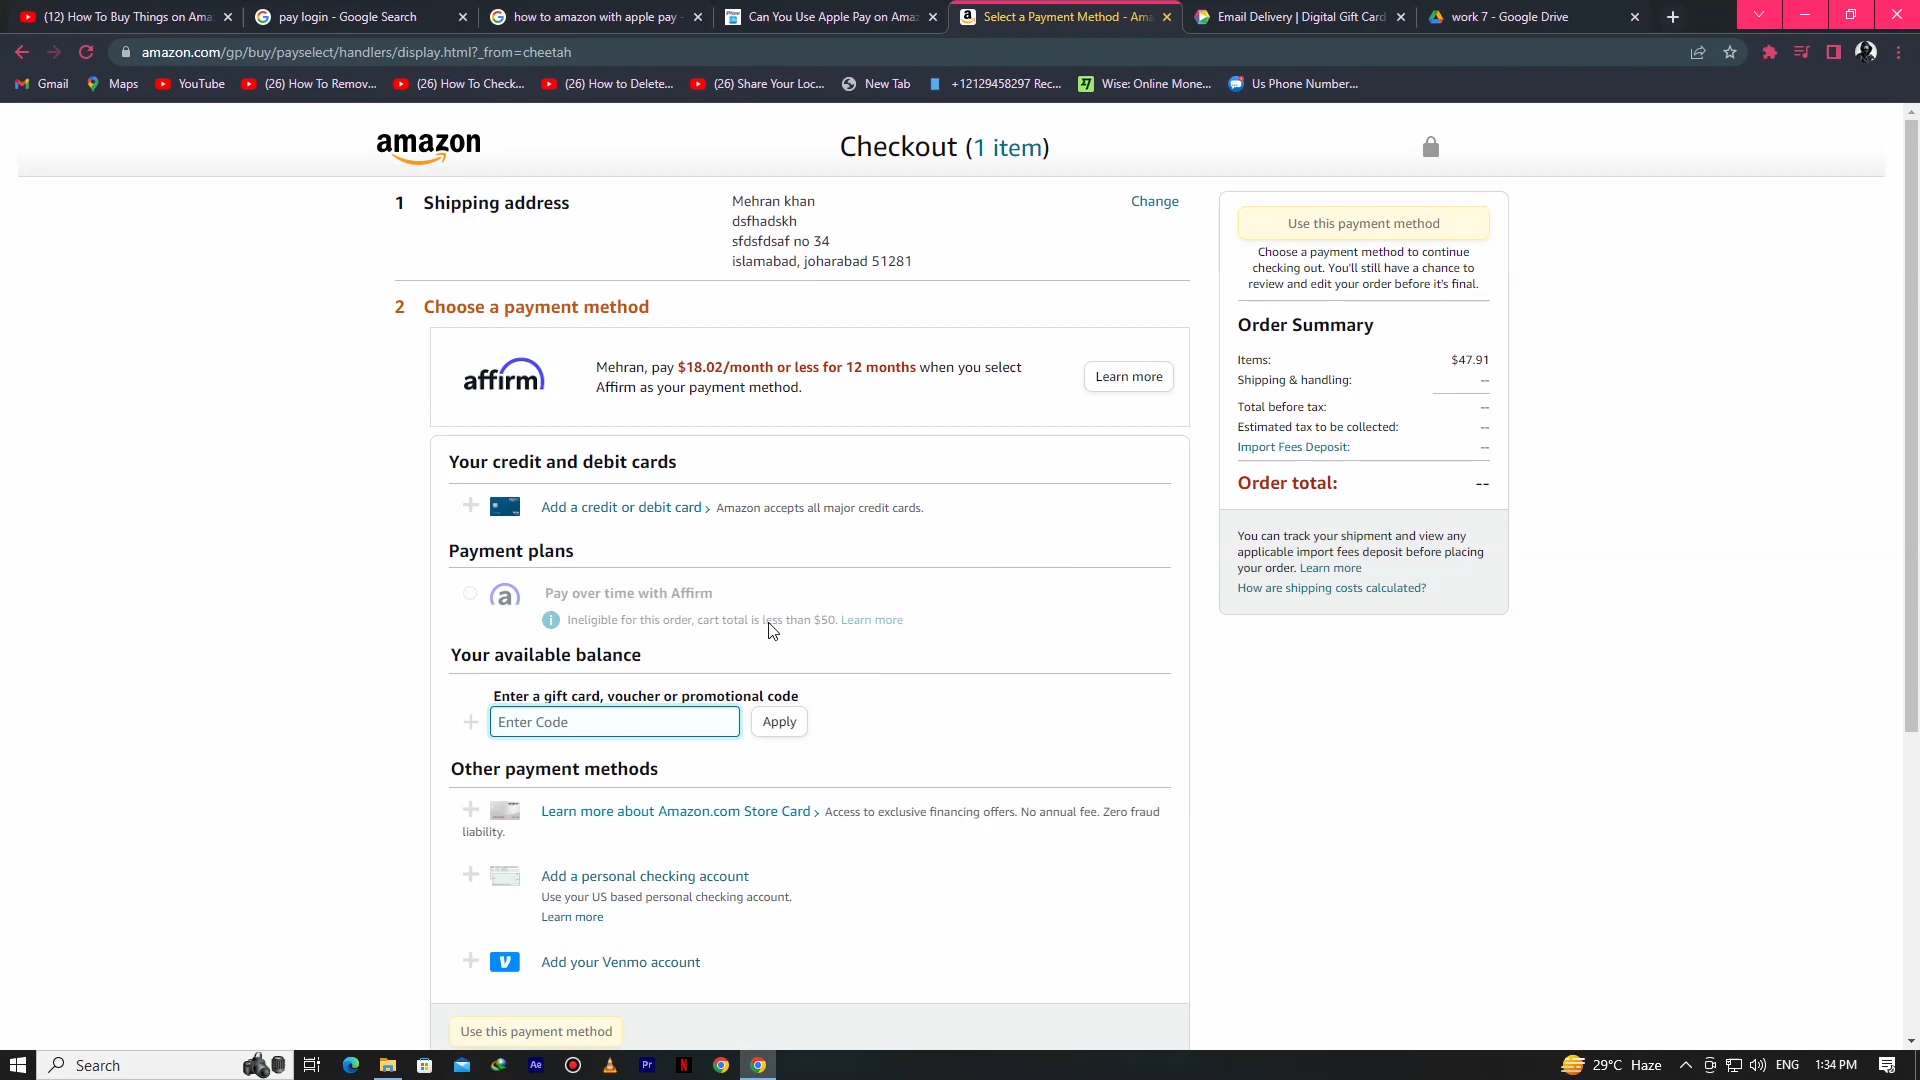 (12) How To Buy Things on Ama
pay login - Google Search
how to amazon with apple pay -
Can You Use Apple Pay on Amaz
Select a Payment Method - Ama
Email Delivery | Digital Gift Card
work 7 - Google Drive
amazon.com/gp/buy/payselect/handlers/display.html?_from=cheetah
Gmail
Maps
YouTube
(26) How To Remov...
(26) How To Check...
(26) How to Delete...
(26) Share Your Loc...
New Tab
+12129458297 Rec...
Wise: Online Mone...
Us Phone Number...
amazon
Checkout (1 item)
1 Shipping address
Mehran khan
dsfhadskh
sfdsfdsaf no 34
islamabad, joharabad 51281
Change
2 Choose a payment method
affirm
Mehran, pay $18.02/month or less for 12 months when you select
Affirm as your payment method.
Learn more
Your credit and debit cards
Add a credit or debit card › Amazon accepts all major credit cards.
Payment plans
a
Pay over time with Affirm
i Ineligible for this order, cart total is less than $50. Learn more
Your available balance
Enter a gift card, voucher or promotional code
Enter Code
Apply
Other payment methods
Learn more about Amazon.com Store Card › Access to exclusive financing offers. No annual fee. Zero fraud
liability.
Add a personal checking account
Use your US based personal checking account.
Learn more
V
Add your Venmo account
Use this payment method
Use this payment method
Choose a payment method to continue
checking out. You'll still have a chance to
review and edit your order before it's final.
Order Summary
Items: $47.91
Shipping & handling: --
Total before tax: --
Estimated tax to be collected: --
Import Fees Deposit: --
Order total: --
You can track your shipment and view any
applicable import fees deposit before placing
your order. Learn more
How are shipping costs calculated?
Search
Ae
Pr
N
29°C Haze
ENG
1:34 PM